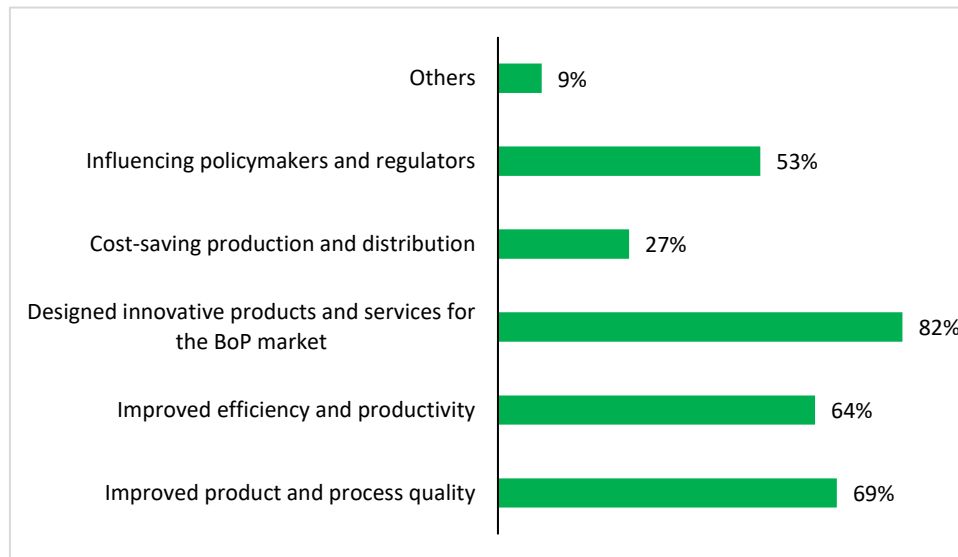 Others
9%
Influencing policymakers and regulators
53%
Cost-saving production and distribution
27%
Designed innovative products and services for
the BoP market
82%
Improved efficiency and productivity
64%
Improved product and process quality
69%